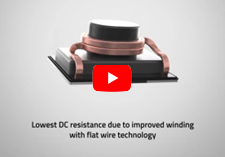 Lowest DC resistance due to improved winding
with flat wire technology